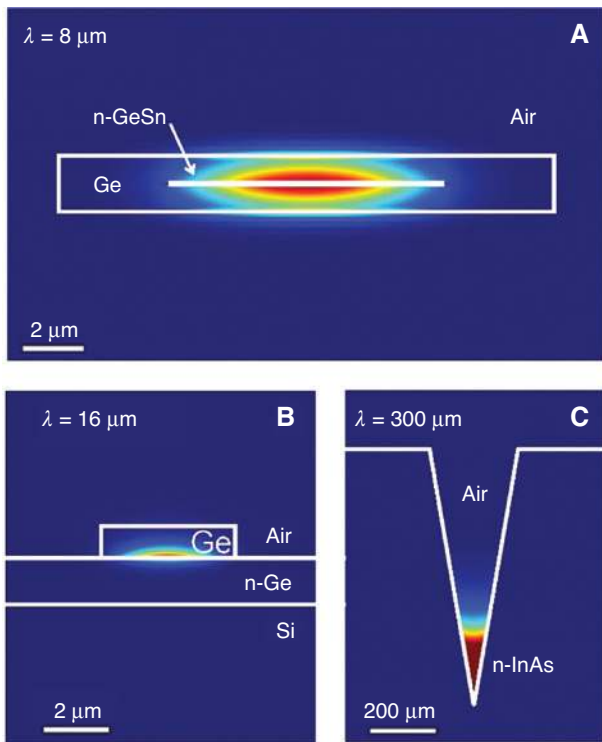 λ = 8 μm
A
n-GeSn
Air
Ge
2 μm
λ = 16 μm
B
Ge
Air
n-Ge
Si
2 μm
λ = 300 μm
C
Air
n-InAs
200 μm